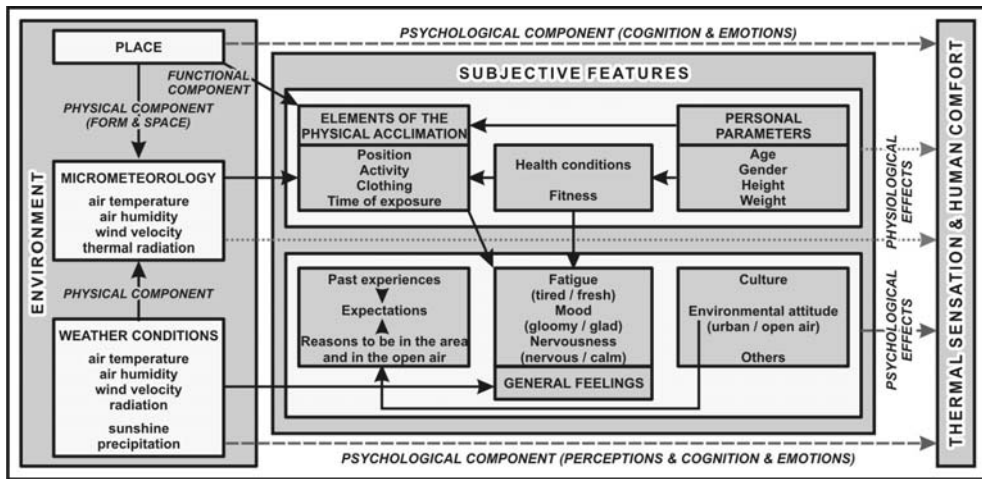 PSYCHOLOGICAL COMPONENT (COGNITION & EMOTIONS)
PLACE
FUNCTIONAL
COMPONENT
PHYSICAL COMPONENT
(FORM & SPACE)
MICROMETEOROLOGY
air temperature
air humidity
wind velocity
thermal radiation
PHYSICAL COMPONENT
WEATHER CONDITIONS
air temperature
air humidity
wind velocity
radiation
sunshine
precipitation
ENVIRONMENT
SUBJECTIVE FEATURES
ELEMENTS OF THE
PHYSICAL ACCLIMATION
Position
Activity
Clothing
Time of exposure
Health conditions
Fitness
PERSONAL
PARAMETERS
Age
Gender
Height
Weight
Past experiences
Expectations
Reasons to be in the area
and in the open air
Fatigue
(tired / fresh)
Mood
(gloomy / glad)
Nervousness
(nervous / calm)
GENERAL FEELINGS
Culture
Environmental attitude
(urban / open air)
Others
PHYSIOLOGICAL
EFFECTS
PSYCHOLOGICAL
EFFECTS
THERMAL SENSATION & HUMAN COMFORT
PSYCHOLOGICAL COMPONENT (PERCEPTIONS & COGNITION & EMOTIONS)